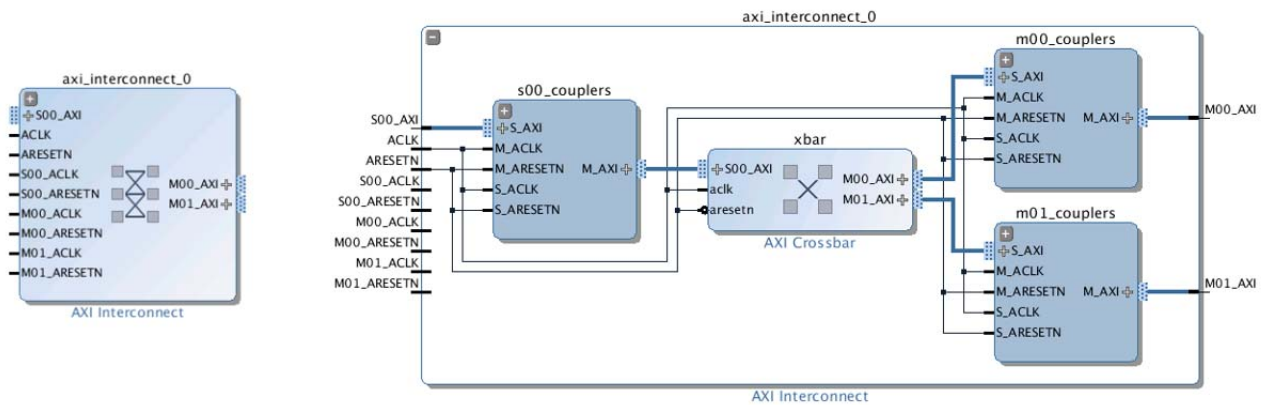 axi_interconnect_0
S00_AXI
ACLK
ARESETN
S00_ACLK
S00_ARESETN
M00_ACLK
M00_ARESETN
M01_ACLK
M01_ARESETN
M00_AXI
M01_AXI
AXI Interconnect
axi_interconnect_0
S00_AXI
ACLK
ARESETN
S00_ACLK
S00_ARESETN
M00_ACLK
M00_ARESETN
M01_ACLK
M01_ARESETN
s00_couplers
S_AXI
M_ACLK
M_ARESETN
S_ACLK
S_ARESETN
M_AXI
xbar
S00_AXI
aclk
aresetn
M00_AXI
M01_AXI
AXI Crossbar
m00_couplers
S_AXI
M_ACLK
M_ARESETN
S_ACLK
S_ARESETN
M_AXI
M00_AXI
m01_couplers
S_AXI
M_ACLK
M_ARESETN
S_ACLK
S_ARESETN
M_AXI
M01_AXI
AXI Interconnect